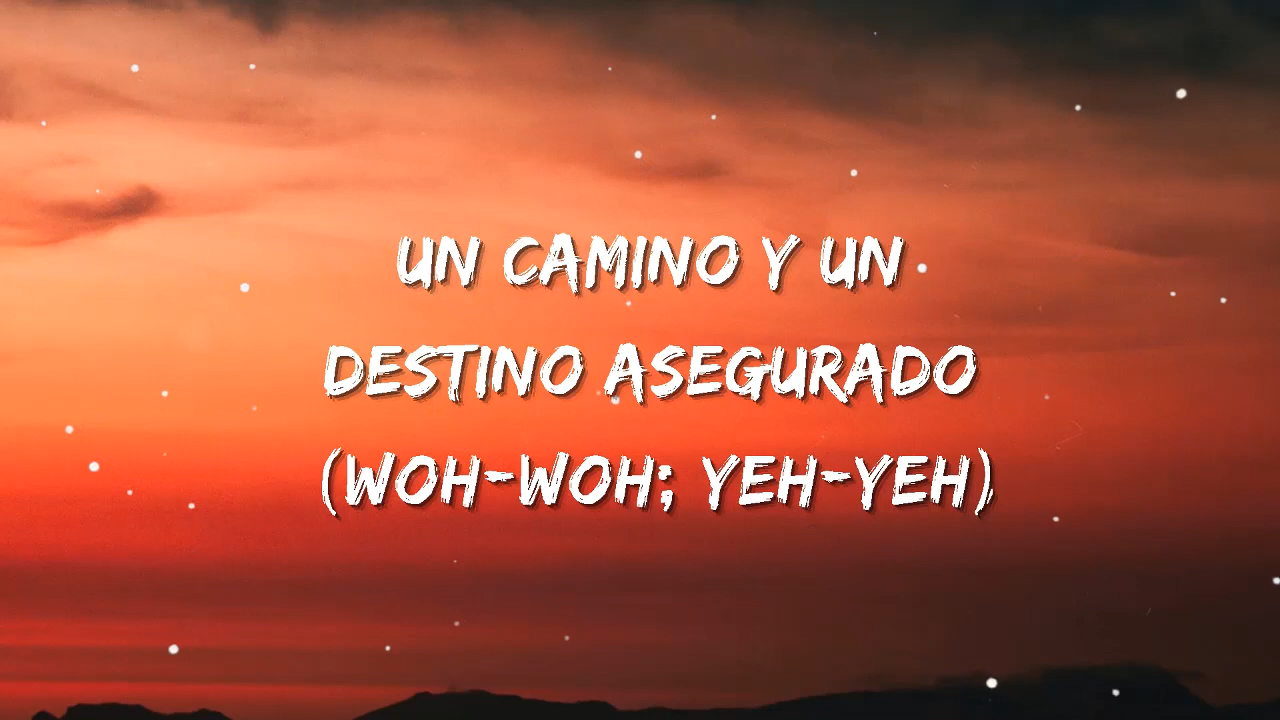 UN CAMINO Y UN
DESTINO ASEGURADO
(WOH-WOH; YEH-YEH)